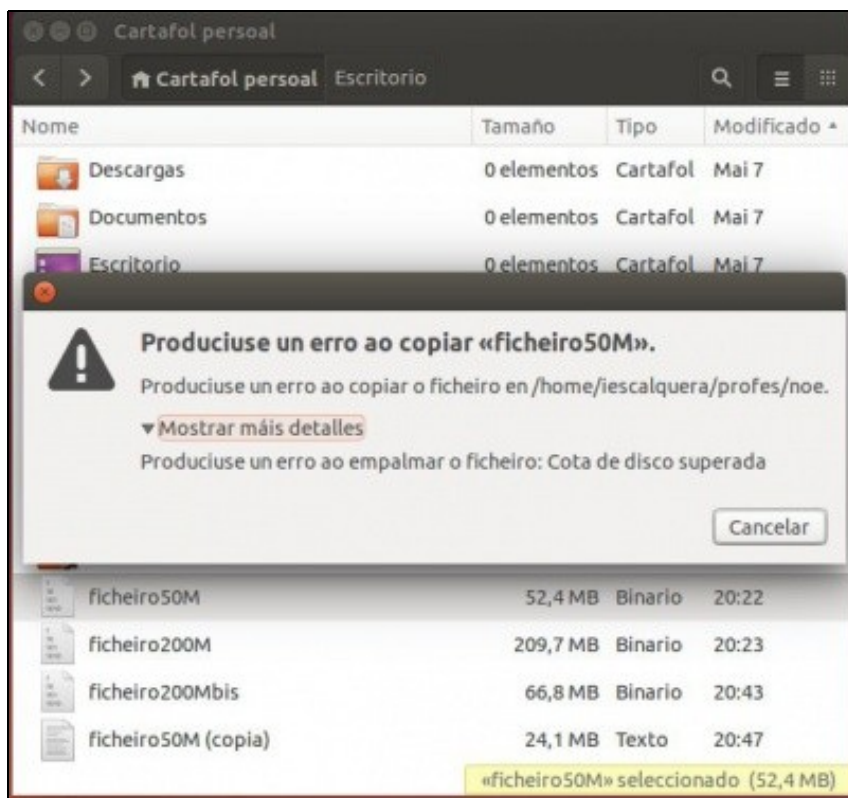 Cartafol persoal
Cartafol persoal Escritorio
Nome Tamaño Tipo Modificado
Descargas 0 elementos Cartafol Mai 7
Documentos 0 elementos Cartafol Mai 7
Escritorio 0 elementos Cartafol Mai 7
Produciuse un erro ao copiar «ficheiro50M».
Produciuse un erro ao copiar o ficheiro en /home/iescalquera/profes/noe.
Mostrar máis detalles
Produciuse un erro ao empalmar o ficheiro: Cota de disco superada
Cancelar
ficheiro50M 52,4 MB Binario 20:22
ficheiro200M 209,7 MB Binario 20:23
ficheiro200Mbis 66,8 MB Binario 20:43
ficheiro50M (copia) 24,1 MB Texto 20:47
«ficheiro50M» seleccionado (52,4 MB)